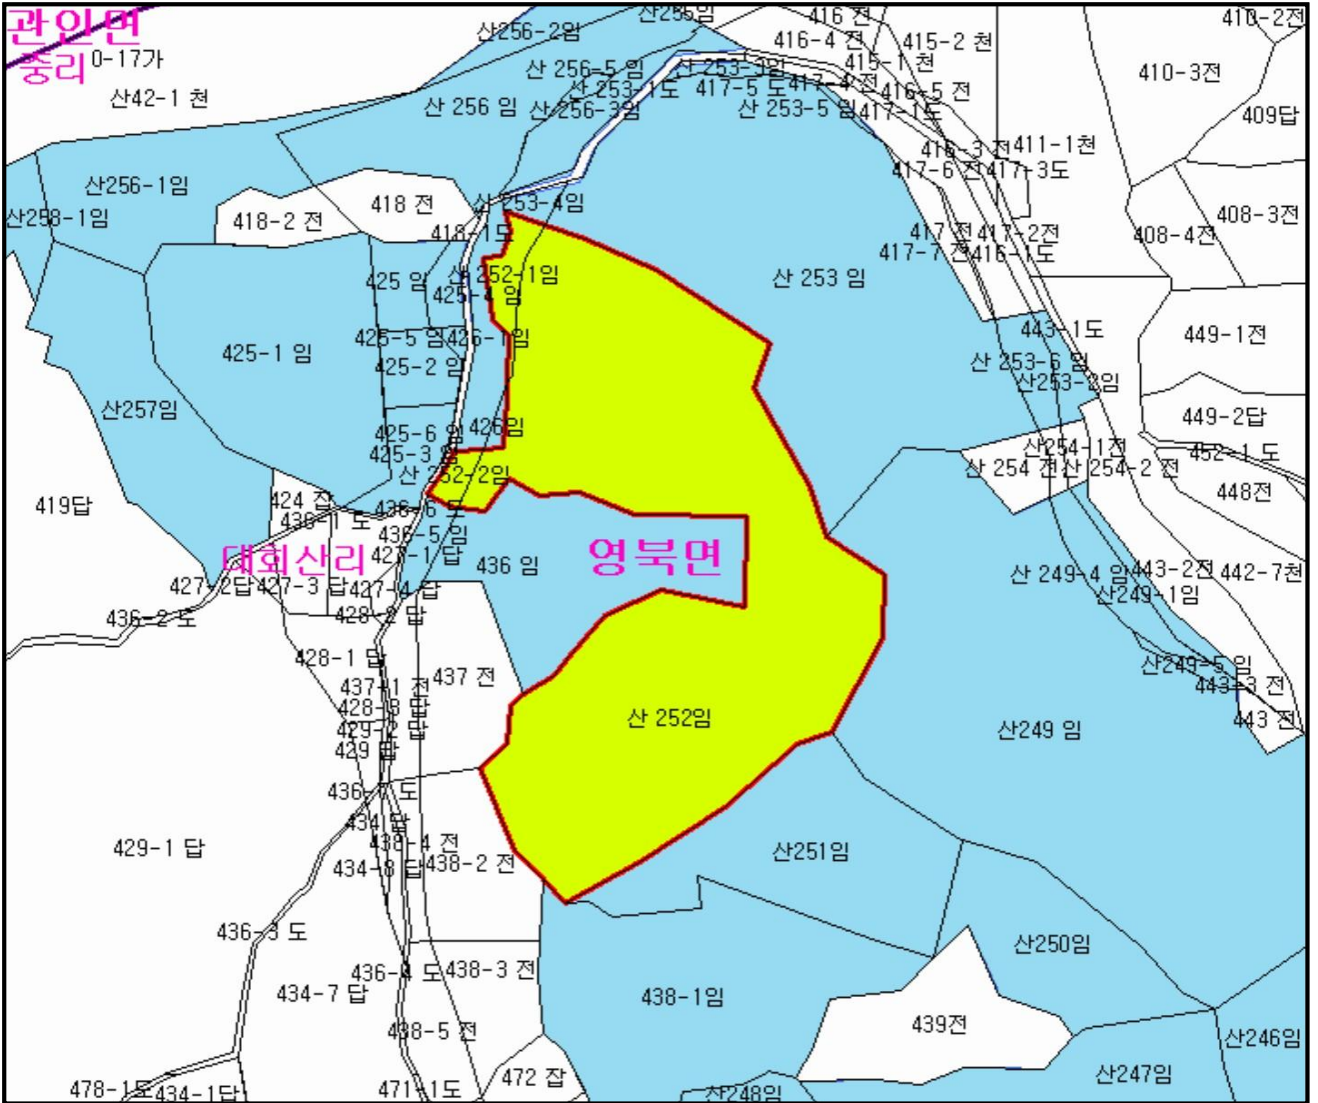 관인면
중리
0-17가
산42-1 천
산256-2임
산255임
416 전
416-4 전
415-2 천
415-1 천
410-2전
410-3전
409답
산 256-5 임
산 253-3임
417-4 전
416-5 전
산 256 임
산 253-1도
산 256-3임
417-5 도
산 253-5 임
417-1도
416-3 전
411-1천
417-6 전
417-3도
산256-1임
산258-1임
418-2 전
418 전
418-1도
산 253-4임
408-3전
408-4전
417 전
417-2전
417-7 전
416-1도
산 253 임
산 252-1임
425 임
425-4 임
425-5 임
426-1임
425-1 임
425-2 임
443-1도
449-1전
산 253-6 임
산253-2임
산257임
449-2답
425-6 임
426임
425-3 임
산254-1전
452-1 도
산 252-2임
산 254 전
산 254-2 전
448전
419답
424 잡
436-1 도
436-6 도
436-5 임
대회산리
427-1 답
436 임
영북면
427-2답
427-3 답
427-4 답
산 249-4 임
443-2전
442-7천
산249-1임
436-2 도
428-2 답
428-1 답
437-1 전
437 전
산249-5 임
443-3 전
443 전
428-3 답
429-2 답
429 답
산 252임
산249 임
436-7 도
434 답
438-4 전
429-1 답
434-8 답
438-2 전
산251임
436-3 도
산250임
436-4 도
438-3 전
434-7 답
438-1임
439전
438-5 전
산246임
478-1도
434-1답
471-1도
472 잡
산248임
산247임